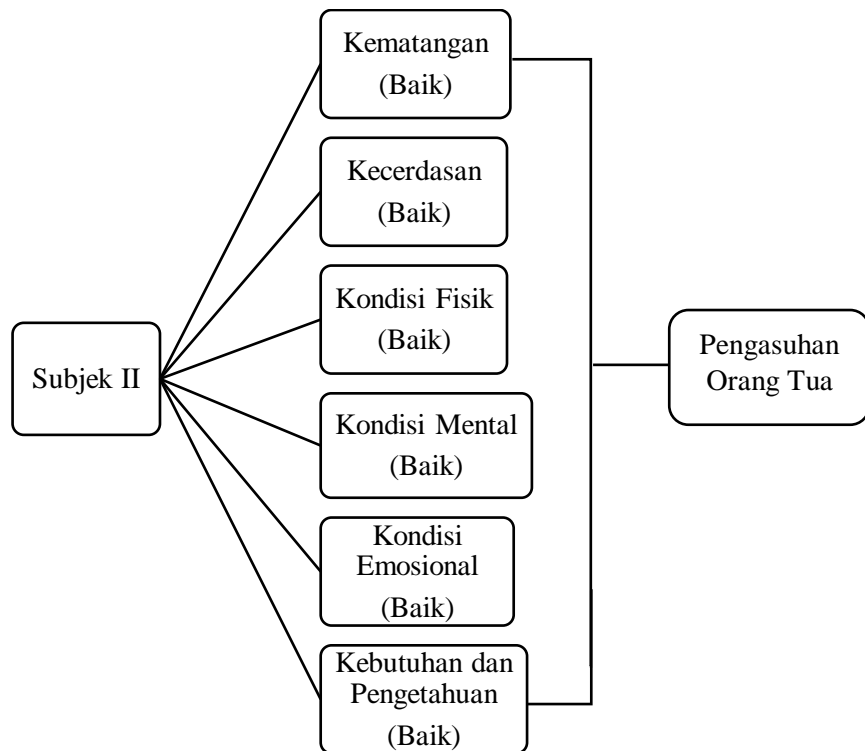 Kematangan
(Baik)
Kecerdasan
(Baik)
Kondisi Fisik
(Baik)
Subjek II
Pengasuhan
Orang Tua
Kondisi Mental
(Baik)
Kondisi
Emosional
(Baik)
Kebutuhan dan
Pengetahuan
(Baik)